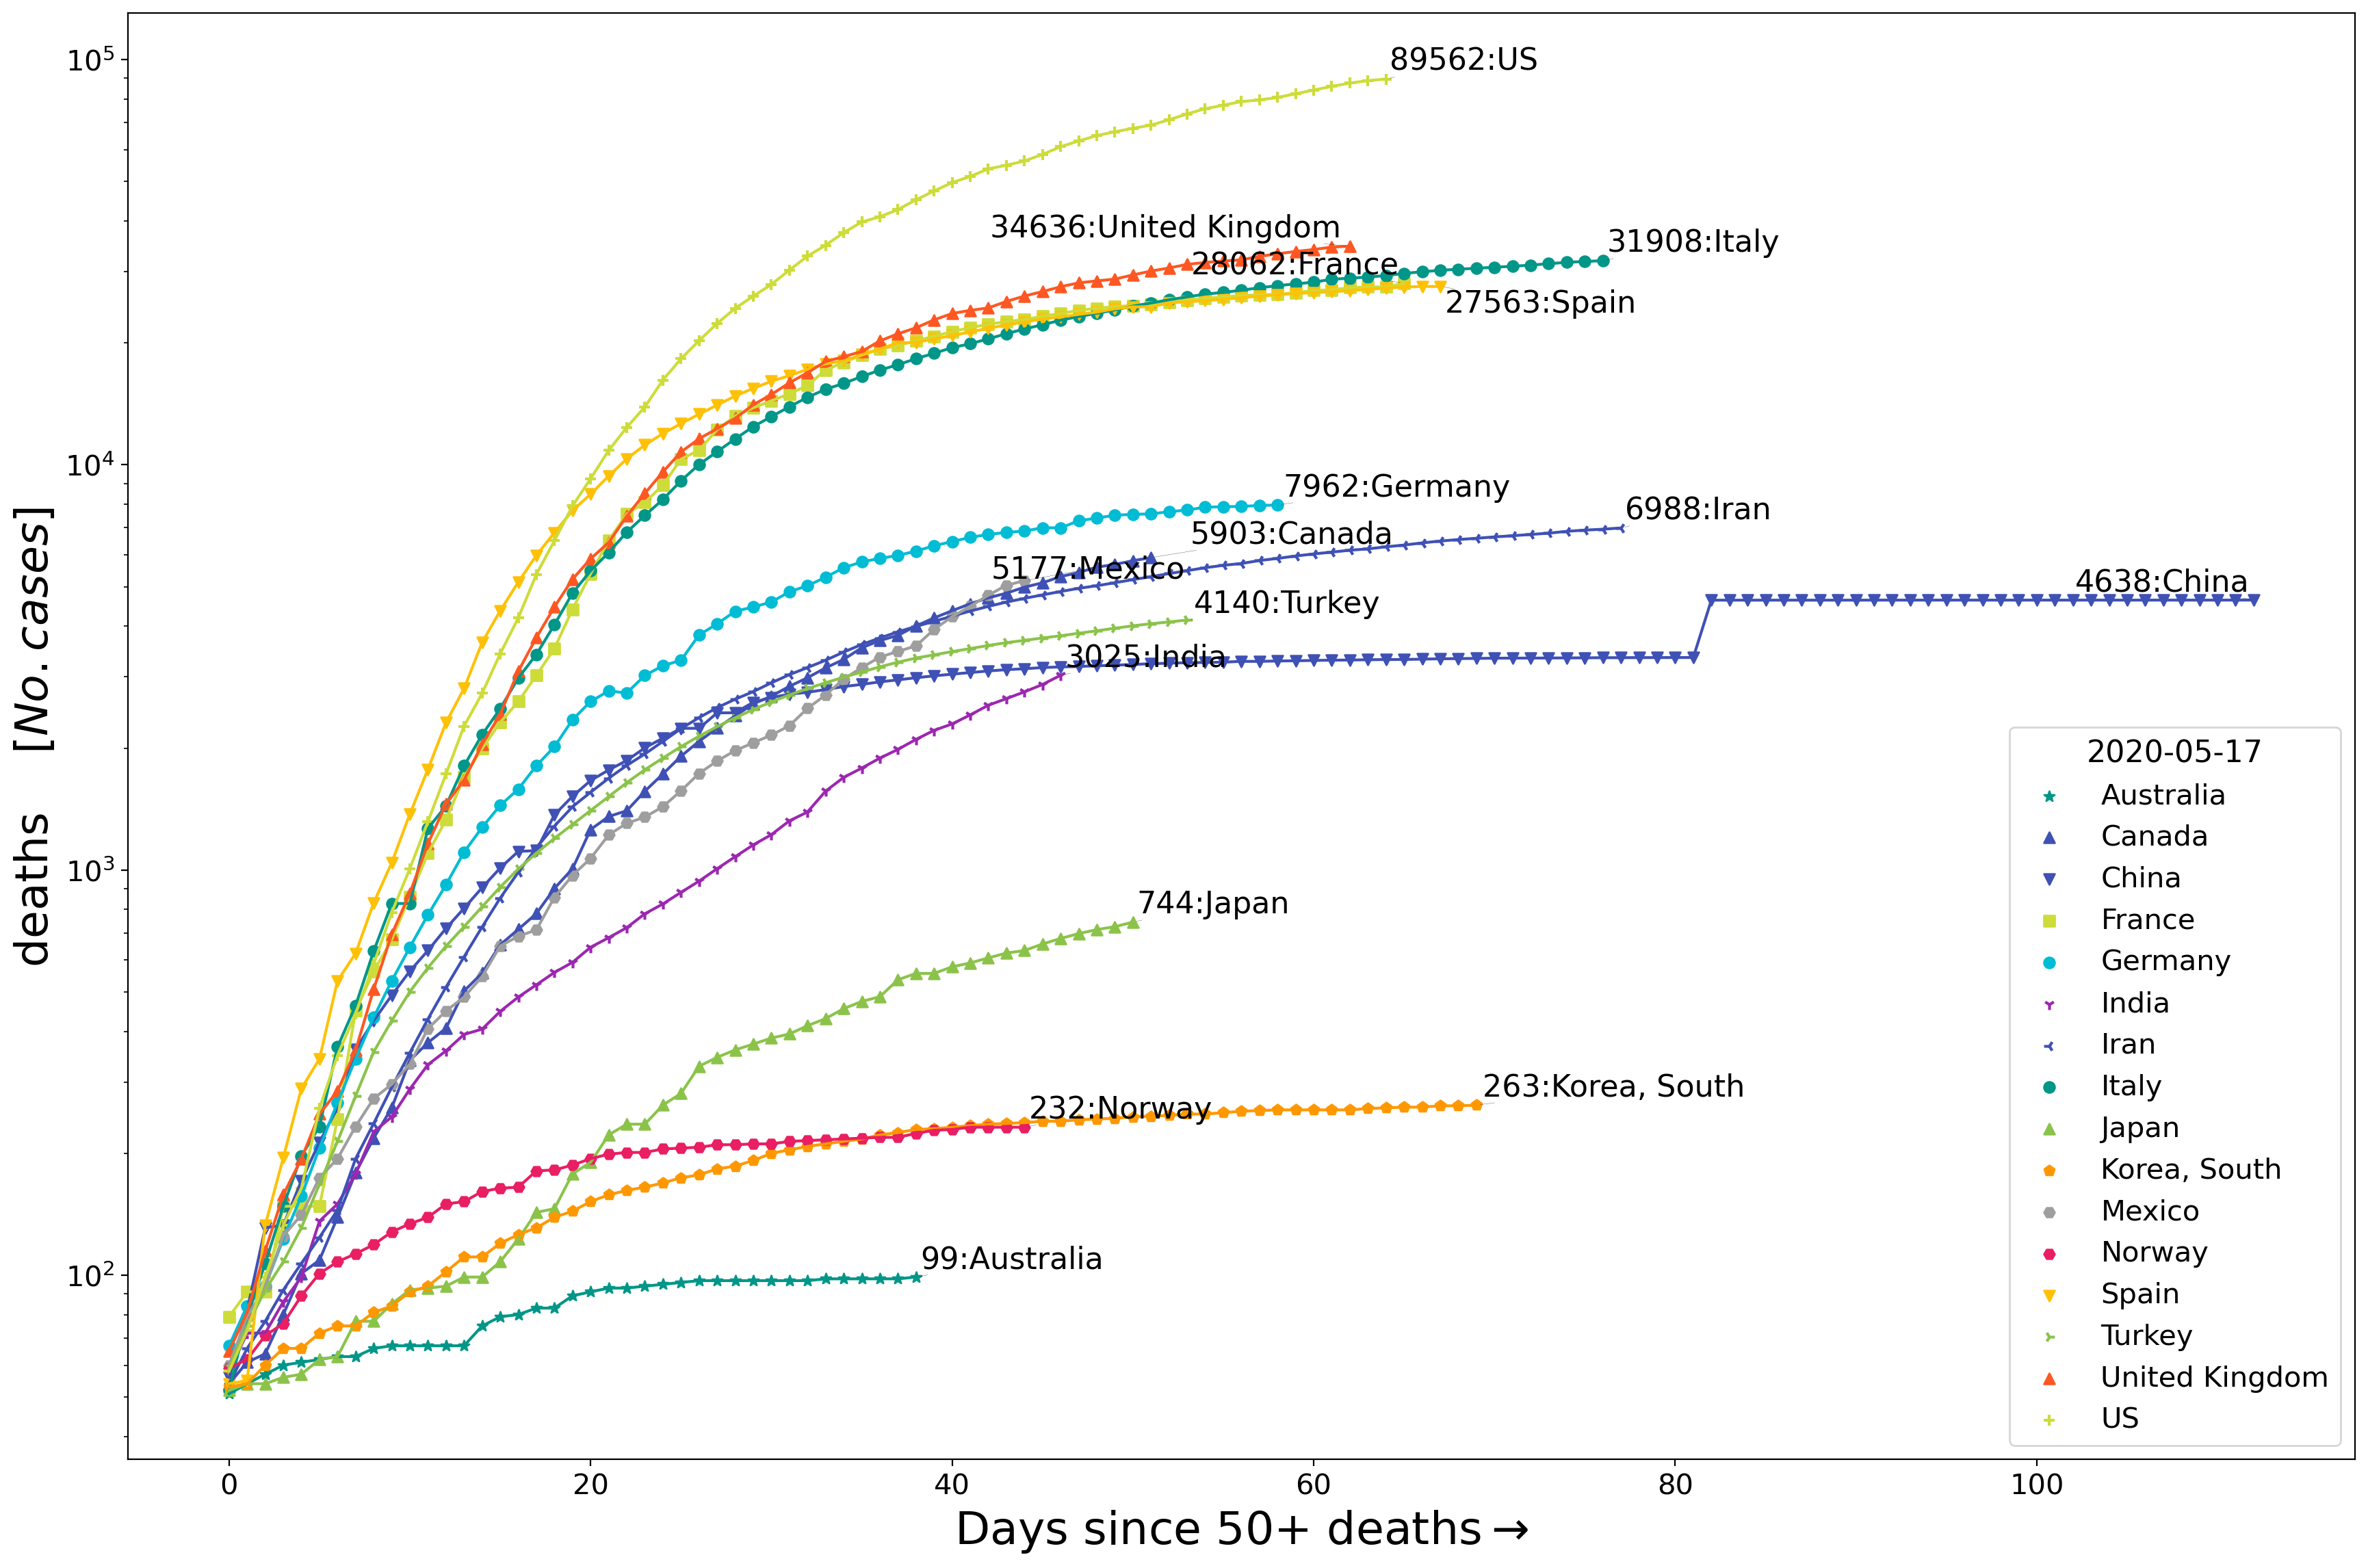 10^5
10^4
10^3
10^2
deaths [No.cases]
89562:US
34636:United Kingdom
31908:Italy
28062:France
27563:Spain
7962:Germany
6988:Iran
5903:Canada
5177:Mexico
4638:China
4140:Turkey
3025:India
744:Japan
263:Korea, South
232:Norway
99:Australia
2020-05-17
Australia
Canada
China
France
Germany
India
Iran
Italy
Japan
Korea, South
Mexico
Norway
Spain
Turkey
United Kingdom
US
0 20 40 60 80 100
Days since 50+ deaths→